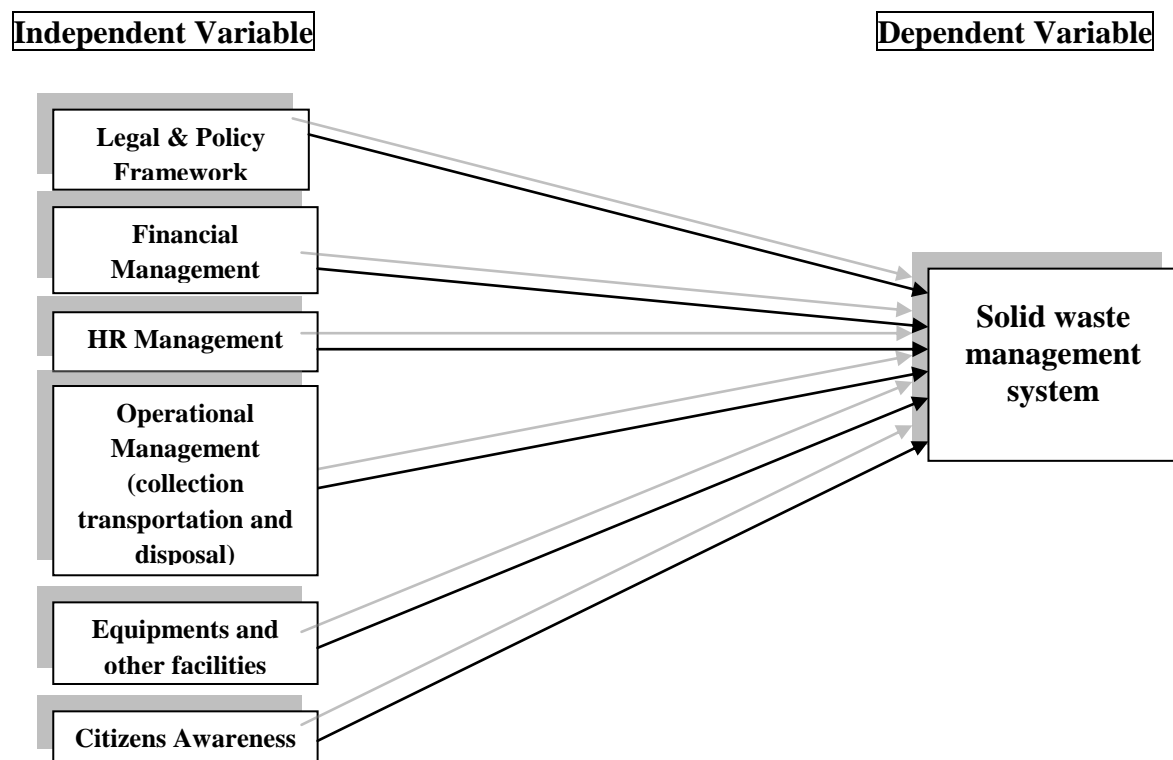 Independent Variable
Dependent Variable
Legal & Policy
Framework
Financial
Management
HR Management
Operational
Management
(collection
transportation and
disposal)
Equipments and
other facilities
Citizens Awareness
Solid waste
management
system